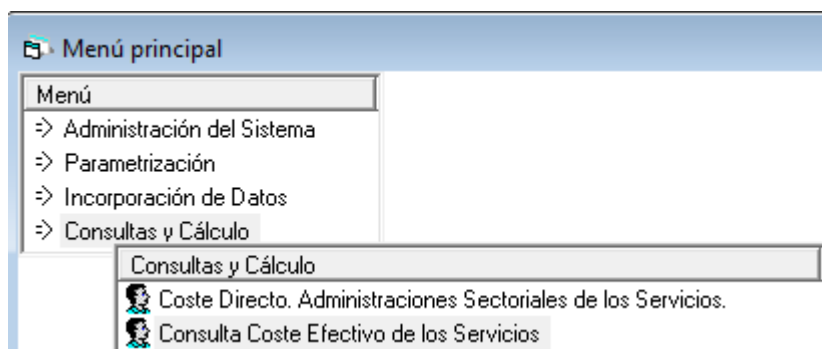 Menú principal
Menú
Administración del Sistema
Parametrización
Incorporación de Datos
Consultas y Cálculo
Consultas y Cálculo
Coste Directo. Administraciones Sectoriales de los Servicios.
Consulta Coste Efectivo de los Servicios